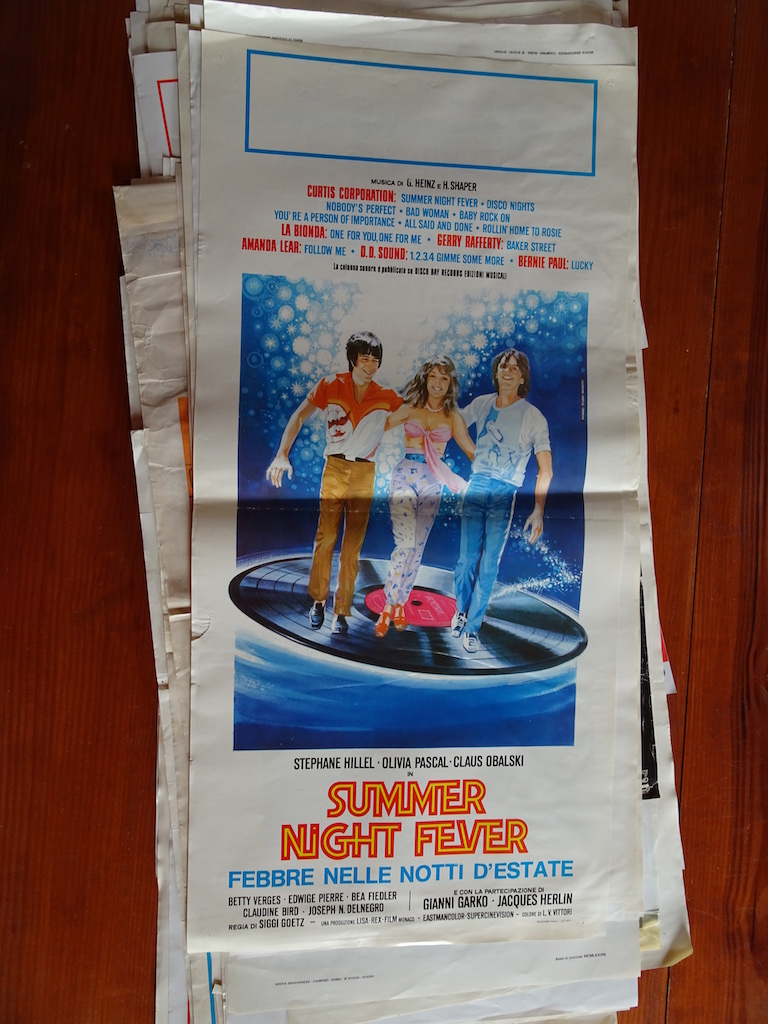 MUSICA DI G. HEINZ E H. SHAPER
CURTIS CORPORATION: SUMMER NIGHT FEVER • DISCO NIGHTS
NOBODY'S PERFECT • BAD WOMAN • BABY ROCK ON
YOU'RE A PERSON OF IMPORTANCE • ALL SAID AND DONE • ROLLIN' HOME TO ROSIE
LA BIONDA: ONE FOR YOU, ONE FOR ME • GERRY RAFFERTY: BAKER STREET
AMANDA LEAR: FOLLOW ME • D.D. SOUND: 1.2.3.4 GIMME SOME MORE • BERNIE PAUL: LUCKY
La colonna sonora è pubblicata su DISCO BAY RECORDS EDIZIONI MUSICALI
STEPHANE HILLEL · OLIVIA PASCAL · CLAUS OBALSKI
IN
SUMMER
NIGHT FEVER
FEBBRE NELLE NOTTI D'ESTATE
BETTY VERGES · EDWIGE PIERRE · BEA FIEDLER
CLAUDINE BIRD · JOSEPH N. DELNEGRO
E CON LA PARTECIPAZIONE DI
GIANNI GARKO · JACQUES HERLIN
REGIA DI SIGGI GOETZ — UNA PRODUZIONE LISA-REX-FILM MONACO — EASTMANCOLOR-SUPERCINEVISION — COLORE DI L.V. VITTORI